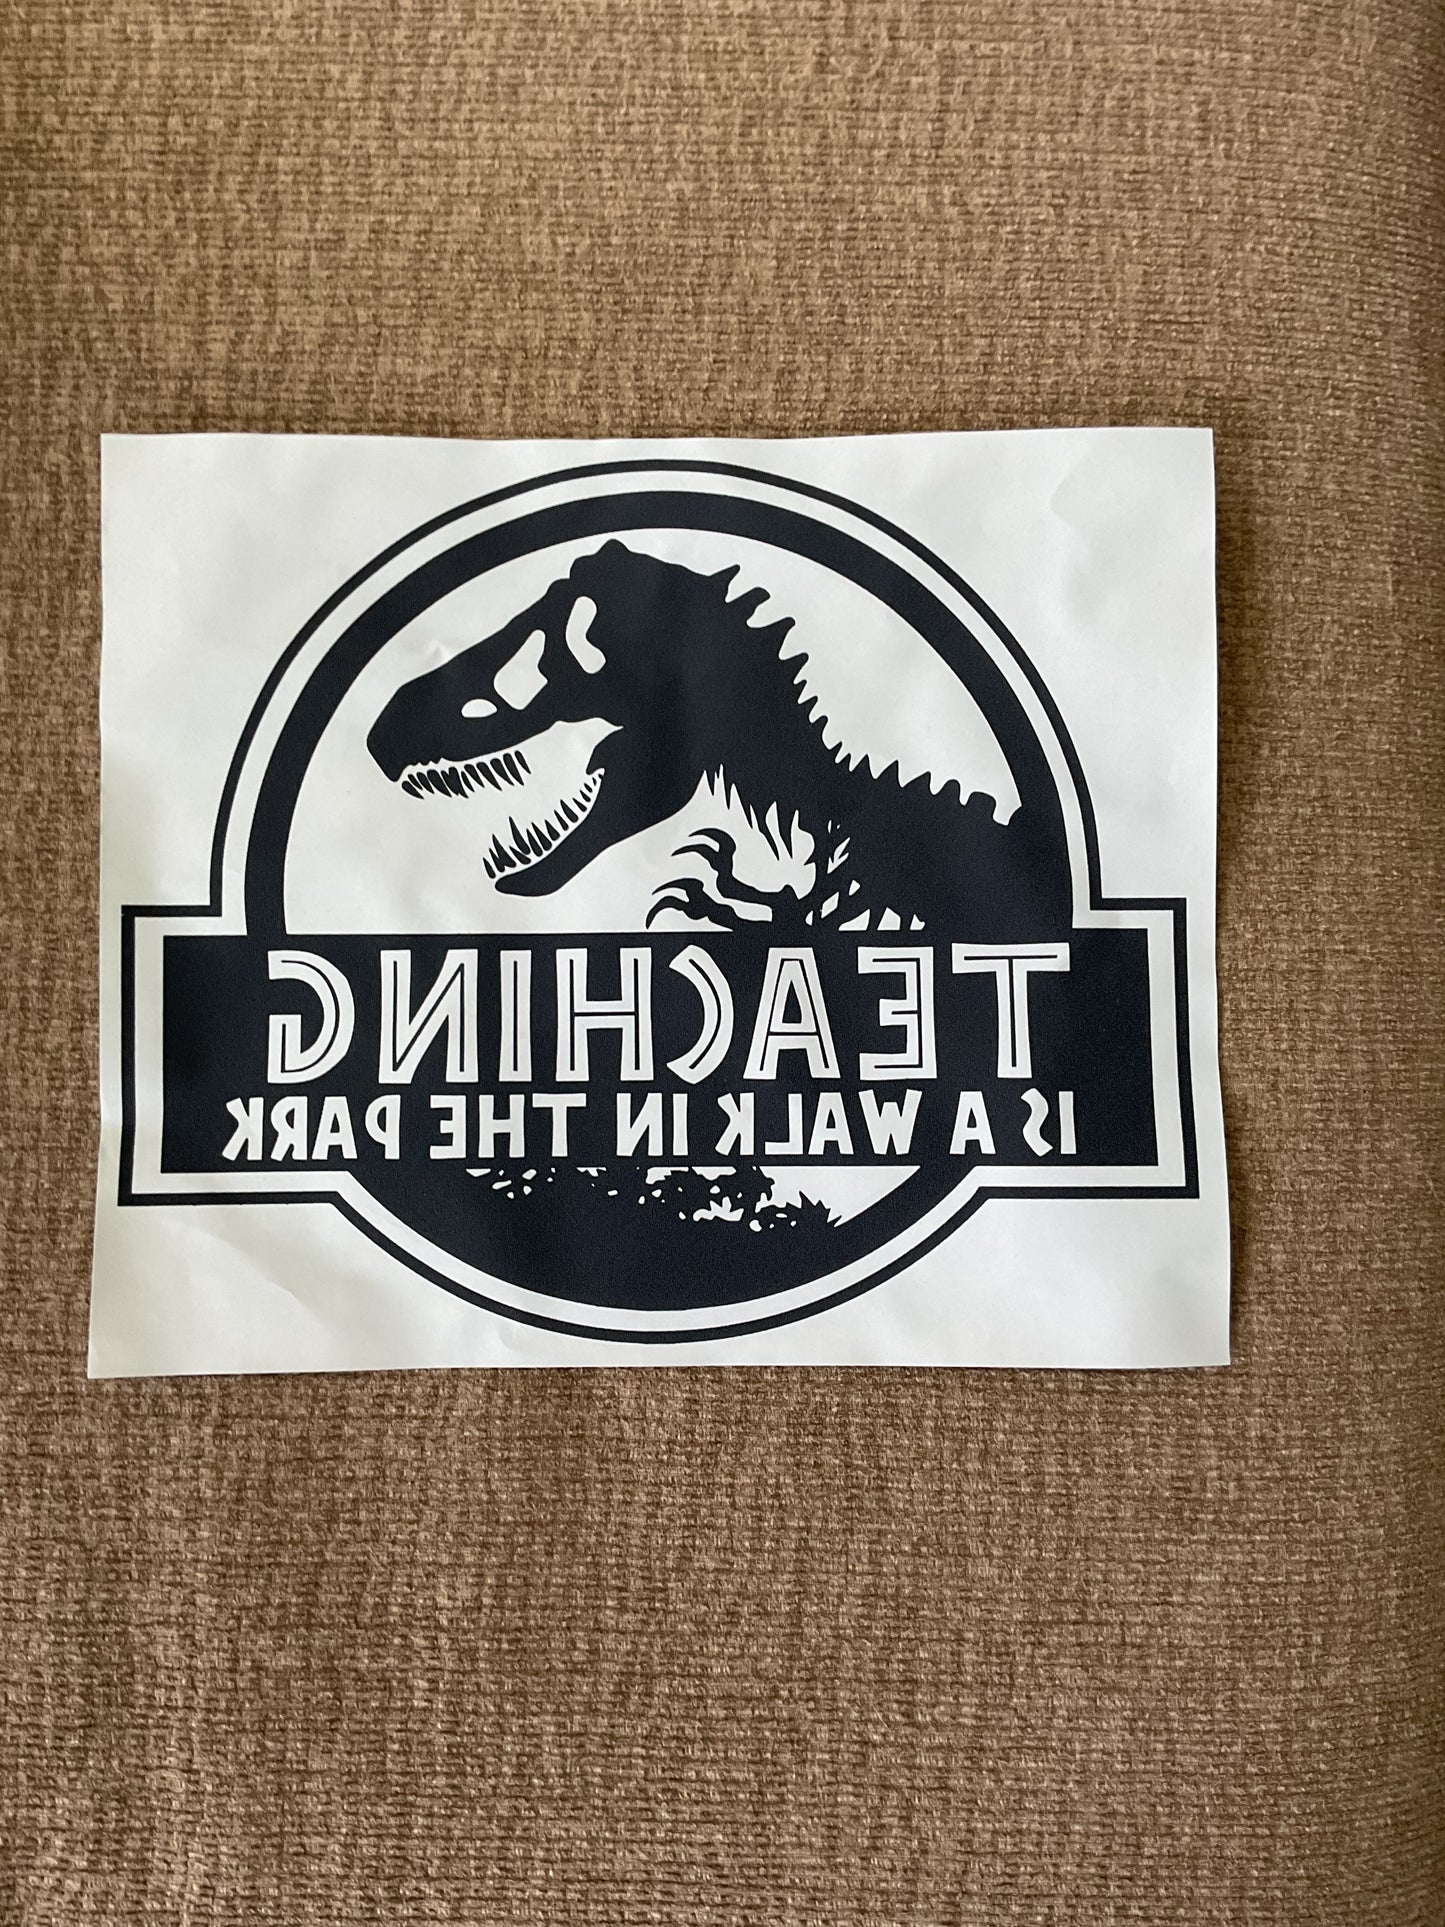 TEACHING
IS A WALK IN THE PARK